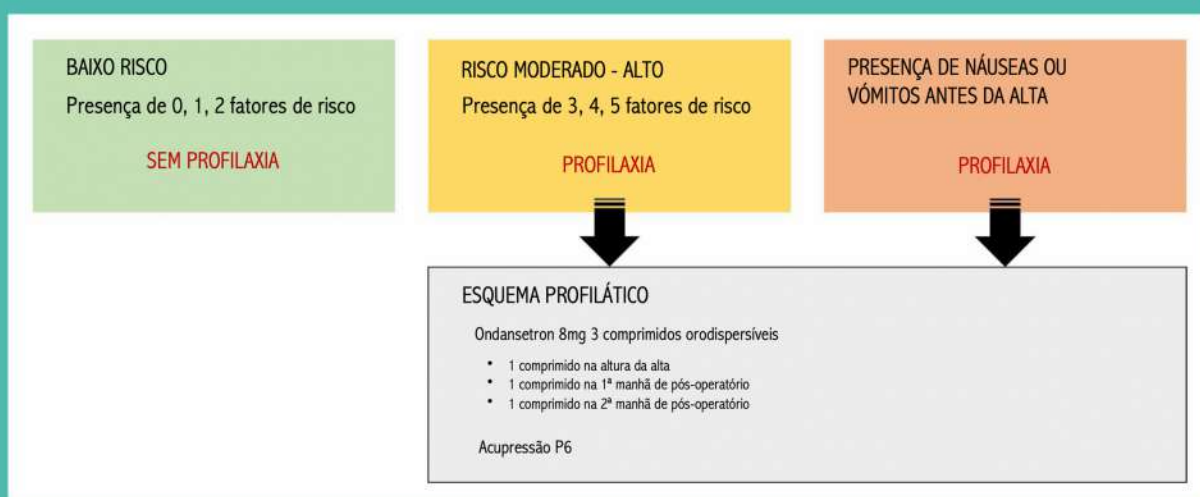 BAIXO RISCO
Presença de 0, 1, 2 fatores de risco
SEM PROFILAXIA
RISCO MODERADO - ALTO
Presença de 3, 4, 5 fatores de risco
PROFILAXIA
PRESENÇA DE NÁUSEAS OU
VÓMITOS ANTES DA ALTA
PROFILAXIA
ESQUEMA PROFILÁTICO
Ondansetron 8mg 3 comprimidos orodispersíveis
• 1 comprimido na altura da alta
• 1 comprimido na 1ª manhã de pós-operatório
• 1 comprimido na 2ª manhã de pós-operatório
Acupressão P6